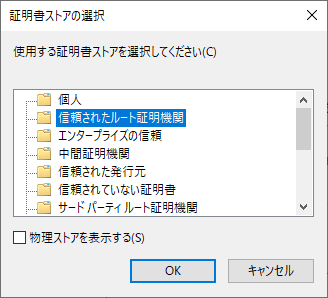 証明書ストアの選択
使用する証明書ストアを選択してください(C)
個人
信頼されたルート証明機関
エンタープライズの信頼
中間証明機関
信頼された発行元
信頼されていない証明書
サード パーティ ルート証明機関
物理ストアを表示する(S)
OK
キャンセル